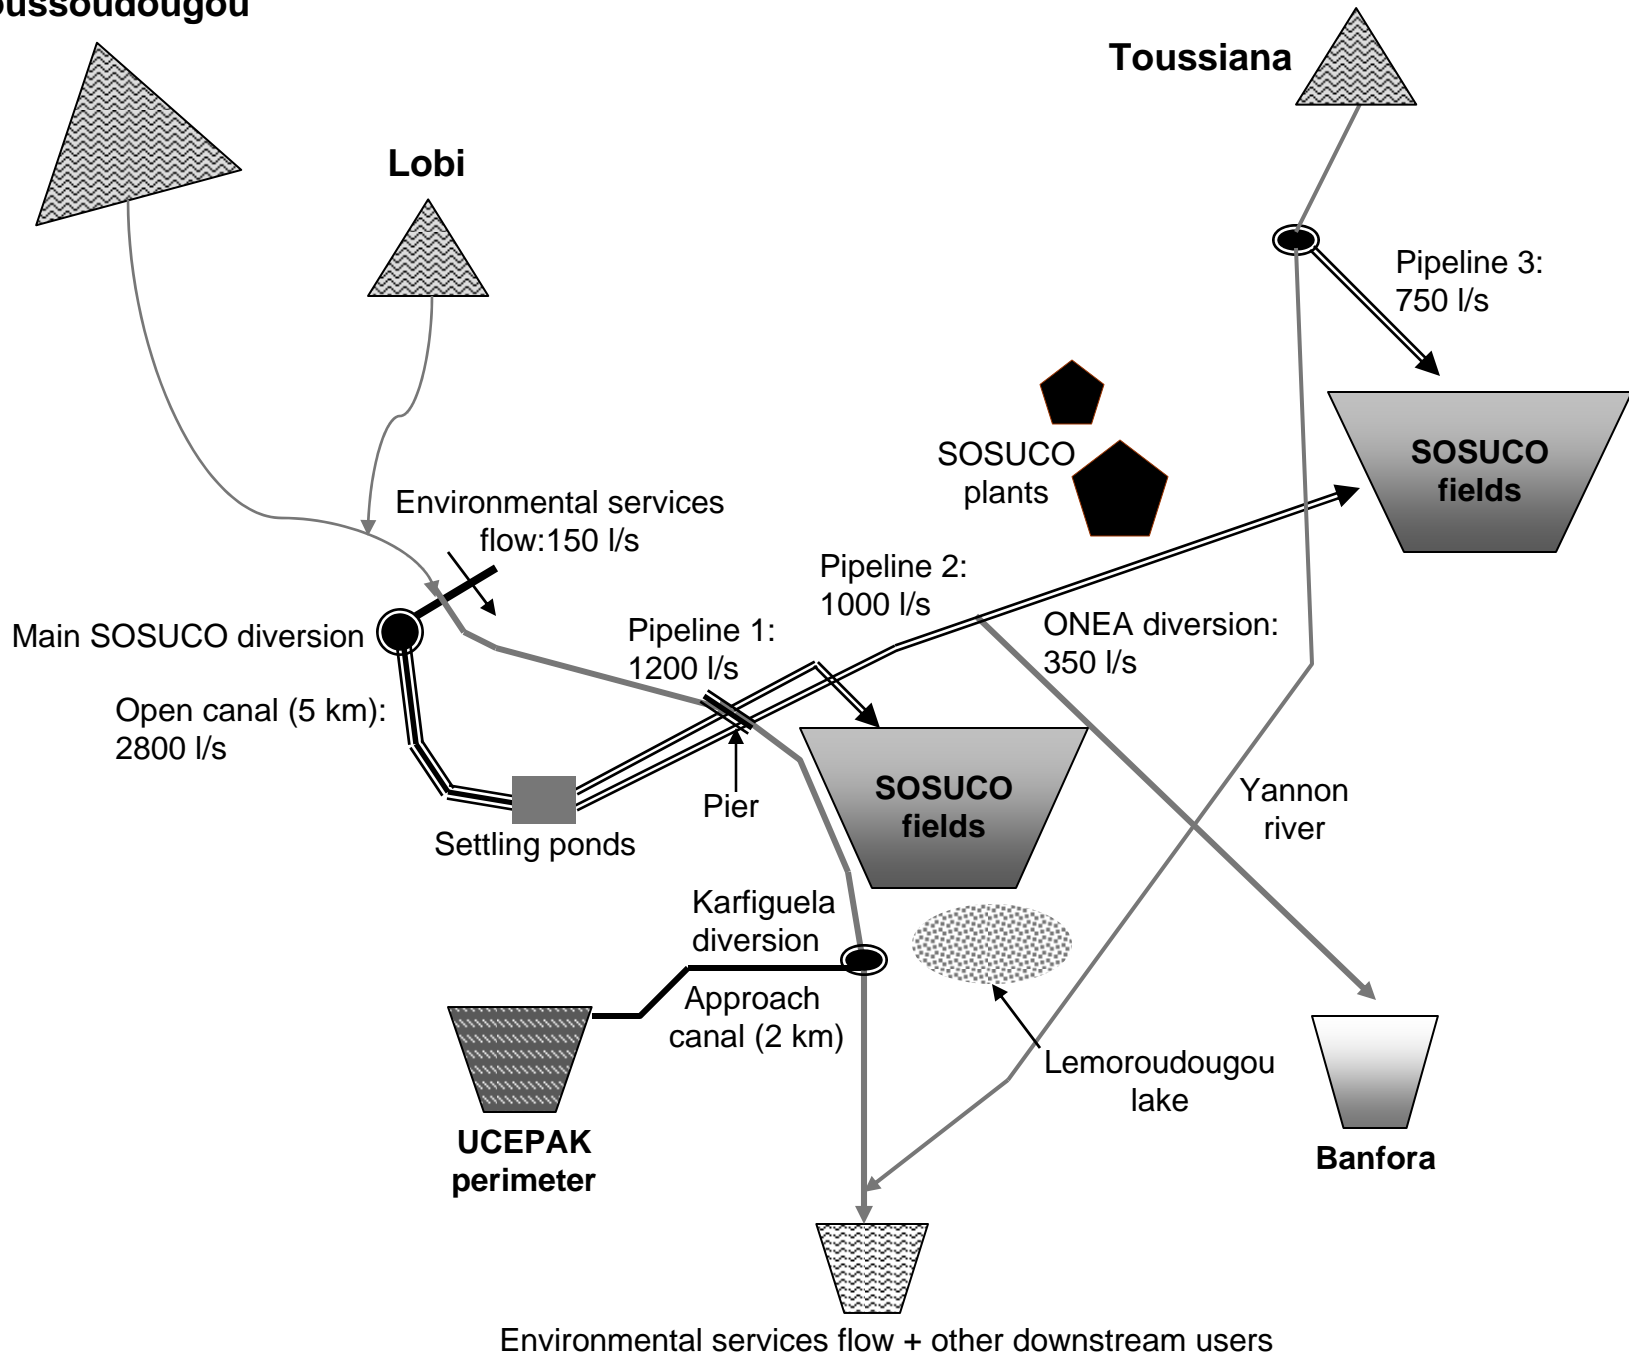 Toussiana
Lobi
Pipeline 3:
750 l/s
SOSUCO
fields
SOSUCO
plants
Environmental services
flow:150 l/s
Pipeline 2:
1000 l/s
Main SOSUCO diversion
Pipeline 1:
1200 l/s
ONEA diversion:
350 l/s
Open canal (5 km):
2800 l/s
Pier
SOSUCO
fields
Yannon
river
Settling ponds
Karfiguela
diversion
Approach
canal (2 km)
Lemoroudougou
lake
UCEPAK
perimeter
Banfora
Environmental services flow + other downstream users